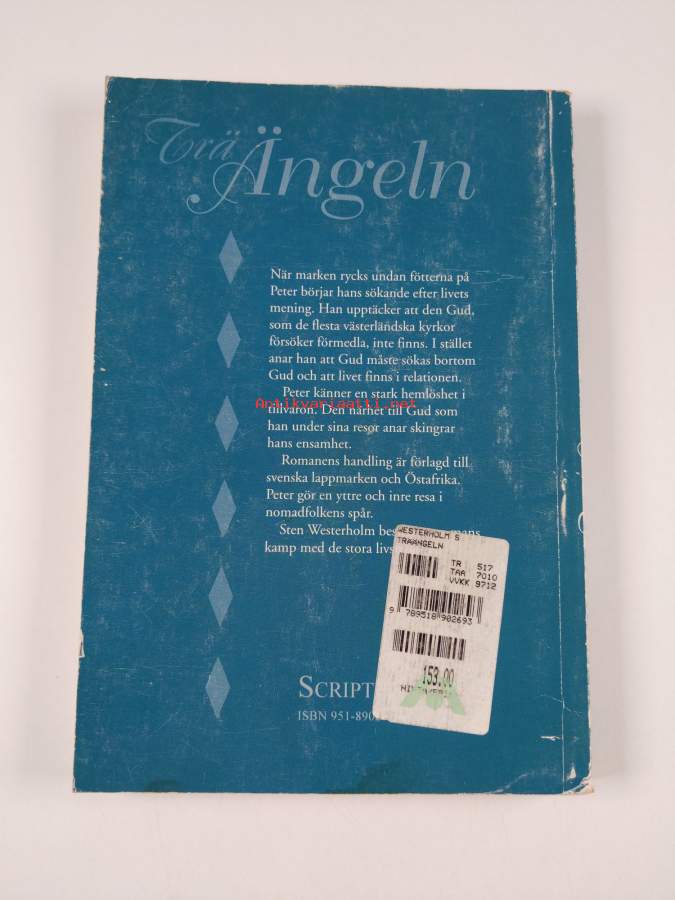 Trä
Ängeln
När marken rycks undan fötterna på
Peter börjar hans sökande efter livets
mening. Han upptäcker att den Gud,
som de flesta västerländska kyrkor
försöker förmedla, inte finns. I stället
anar han att Gud måste sökas bortom
Gud och att livet finns i relationen.
Peter känner en stark hemlöshet i
Antikvariaatti.net
tillvaron. Den närhet till Gud som
han under sina resor anar skingrar
hans ensamhet.
Romanens handling är förlagd till
svenska lappmarken och Östafrika.
Peter gör en yttre och inre resa i
nomadfolkens spår.
Sten Westerholm
kamp med de stora
WESTERHOLM S
TRÄÄNGELN
TR 517
TAA 7010
VVKK 9712
9 789518 902693
153.00
SCRIPT
ISBN 951-890